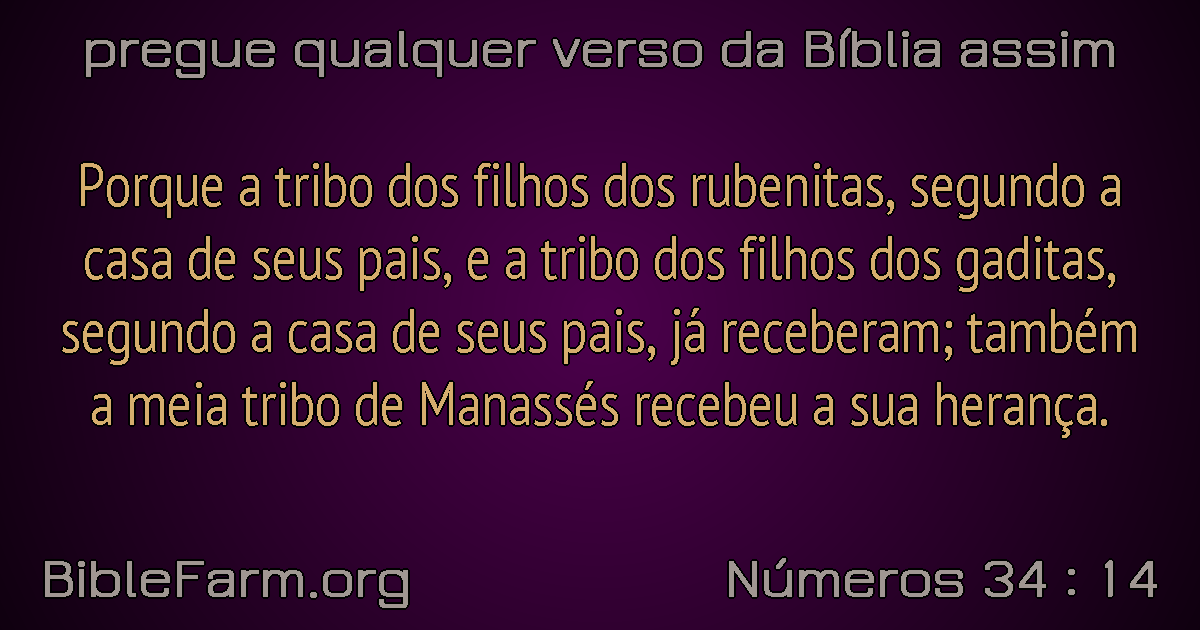 pregue qualquer verso da Bíblia assim
Porque a tribo dos filhos dos rubenitas, segundo a
casa de seus pais, e a tribo dos filhos dos gaditas,
segundo a casa de seus pais, já receberam; também
a meia tribo de Manassés recebeu a sua herança.
BibleFarm.org
Números 34 : 14